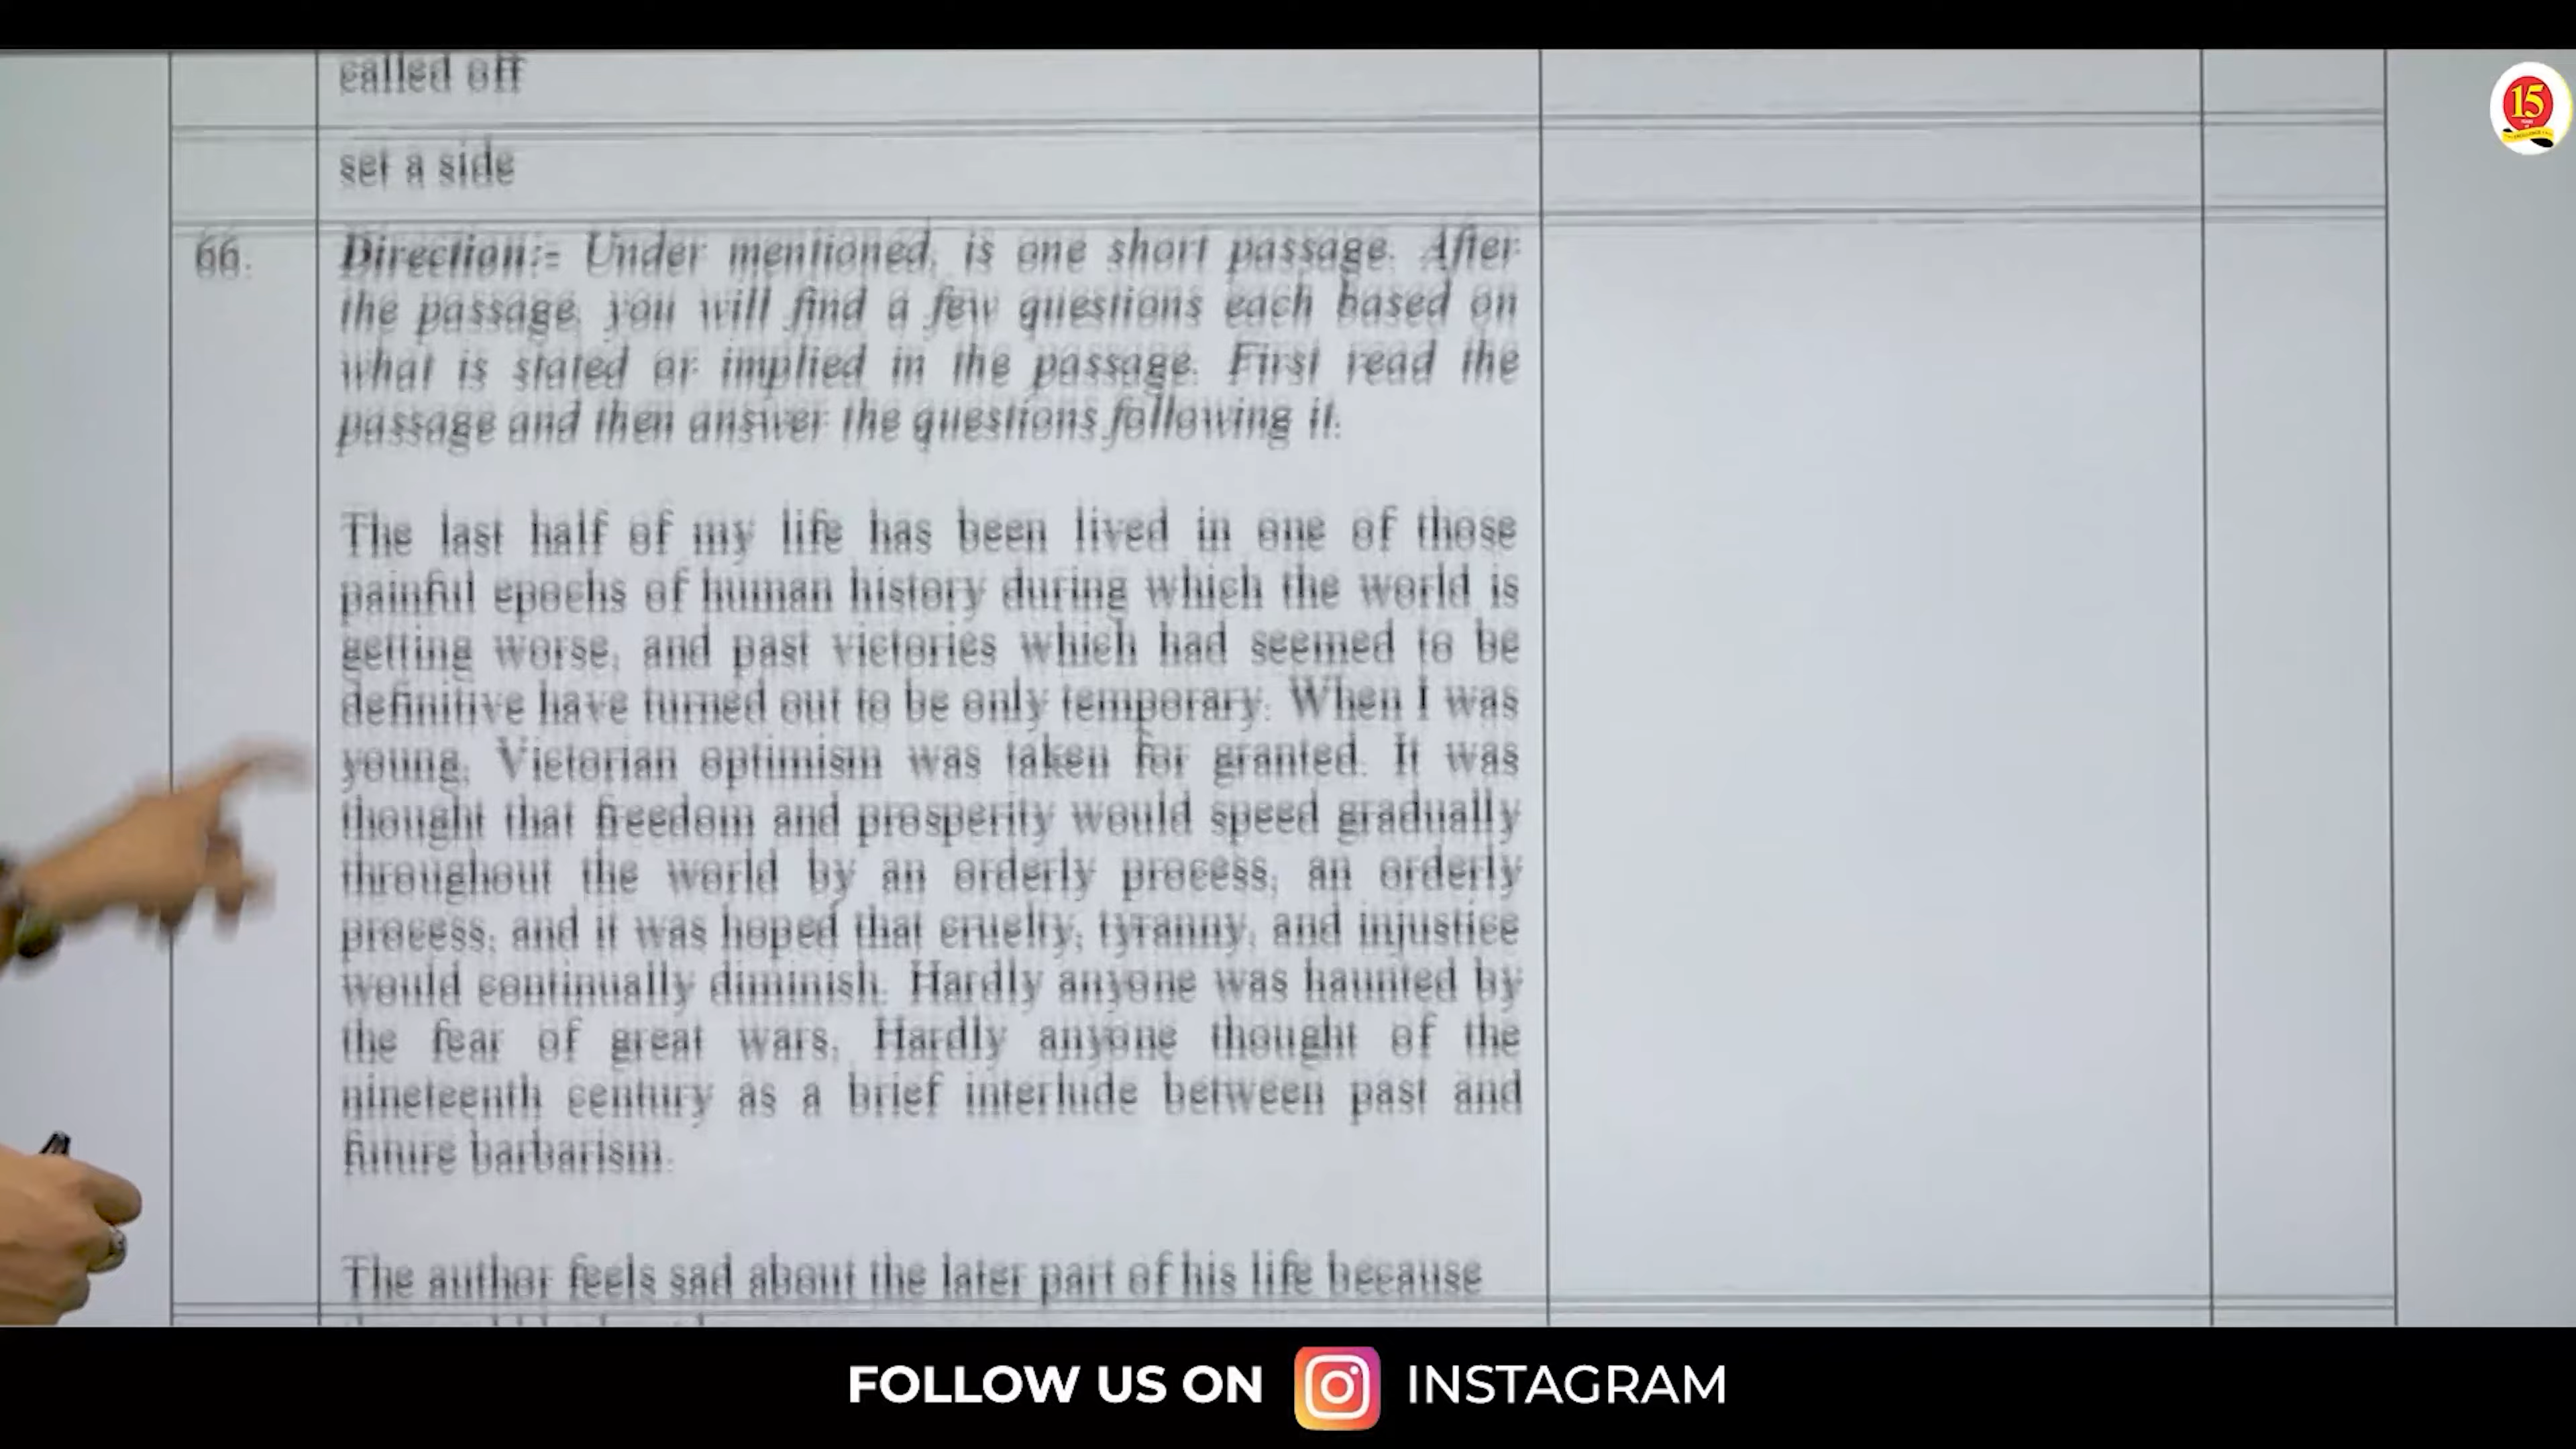 called off
set a side
15
66.
Direction:- Under mentioned, is one short passage. After
the passage, you will find a few questions each based on
what is stated or implied in the passage. First read the
passage and then answer the questions following it.
The last half of my life has been lived in one of those
painful epochs of human history during which the world is
getting worse, and past victories which had seemed to be
definitive have turned out to be only temporary. When I was
young, Victorian optimism was taken for granted. It was
thought that freedom and prosperity would speed gradually
throughout the world by an orderly process, an orderly
process, and it was hoped that cruelty, tyranny, and injustice
would continually diminish. Hardly anyone was haunted by
the fear of great wars. Hardly anyone thought of the
nineteenth century as a brief interlude between past and
future barbarism.
The author feels sad about the later part of his life because
FOLLOW US ON INSTAGRAM